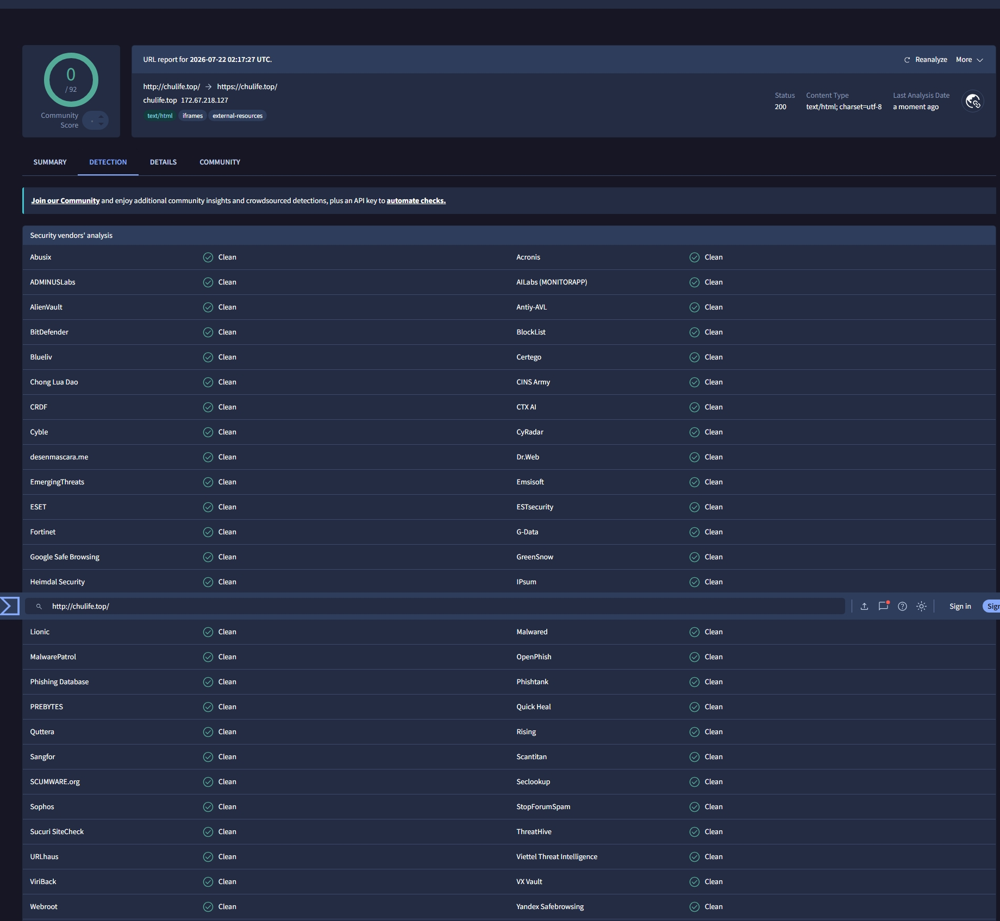 0
/ 92
Community
Score
URL report for 2026-07-22 02:17:27 UTC.
Reanalyze More
http://chulife.top/ → https://chulife.top/
chulife.top 172.67.218.127
text/html iframes external-resources
Status Content Type Last Analysis Date
200 text/html; charset=utf-8 a moment ago
SUMMARY DETECTION DETAILS COMMUNITY
Join our Community and enjoy additional community insights and crowdsourced detections, plus an API key to automate checks.
Security vendors' analysis
Abusix Clean Acronis Clean
ADMINUSLabs Clean AILabs (MONITORAPP) Clean
AlienVault Clean Antiy-AVL Clean
BitDefender Clean BlockList Clean
Blueliv Clean Certego Clean
Chong Lua Dao Clean CINS Army Clean
CRDF Clean CTX AI Clean
Cyble Clean CyRadar Clean
desenmascara.me Clean Dr.Web Clean
EmergingThreats Clean Emsisoft Clean
ESET Clean ESTsecurity Clean
Fortinet Clean G-Data Clean
Google Safe Browsing Clean GreenSnow Clean
Heimdal Security Clean IPsum Clean
http://chulife.top/ Sign in Sign
Lionic Clean Malwared Clean
MalwarePatrol Clean OpenPhish Clean
Phishing Database Clean Phishtank Clean
PREBYTES Clean Quick Heal Clean
Quttera Clean Rising Clean
Sangfor Clean Scantitan Clean
SCUMWARE.org Clean Seclookup Clean
Sophos Clean StopForumSpam Clean
Sucuri SiteCheck Clean ThreatHive Clean
URLhaus Clean Viettel Threat Intelligence Clean
ViriBack Clean VX Vault Clean
Webroot Clean Yandex Safebrowsing Clean